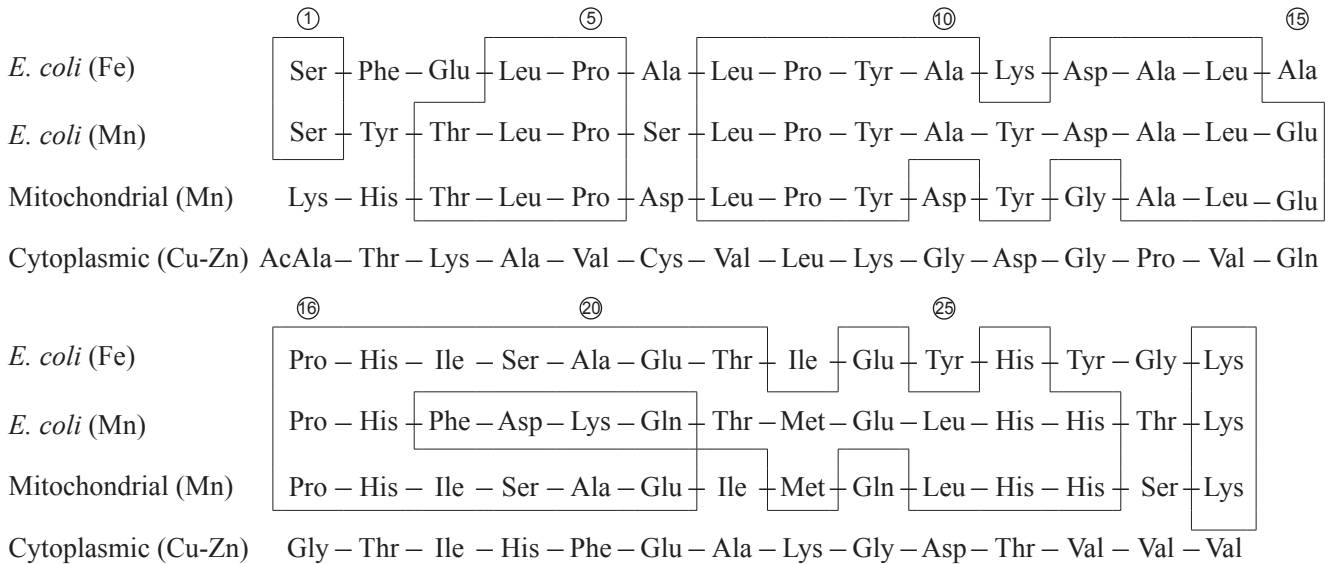 ① ⑤ ⑩ ⑮
E. coli (Fe) Ser – Phe – Glu – Leu – Pro – Ala – Leu – Pro – Tyr – Ala – Lys – Asp – Ala – Leu – Ala
E. coli (Mn) Ser – Tyr – Thr – Leu – Pro – Ser – Leu – Pro – Tyr – Ala – Tyr – Asp – Ala – Leu – Glu
Mitochondrial (Mn) Lys – His – Thr – Leu – Pro – Asp – Leu – Pro – Tyr – Asp – Tyr – Gly – Ala – Leu – Glu
Cytoplasmic (Cu-Zn) AcAla – Thr – Lys – Ala – Val – Cys – Val – Leu – Lys – Gly – Asp – Gly – Pro – Val – Gln
⑯ ⑳ ㉕
E. coli (Fe) Pro – His – Ile – Ser – Ala – Glu – Thr – Ile – Glu – Tyr – His – Tyr – Gly – Lys
E. coli (Mn) Pro – His – Phe – Asp – Lys – Gln – Thr – Met – Glu – Leu – His – His – Thr – Lys
Mitochondrial (Mn) Pro – His – Ile – Ser – Ala – Glu – Ile – Met – Gln – Leu – His – His – Ser – Lys
Cytoplasmic (Cu-Zn) Gly – Thr – Ile – His – Phe – Glu – Ala – Lys – Gly – Asp – Thr – Val – Val – Val